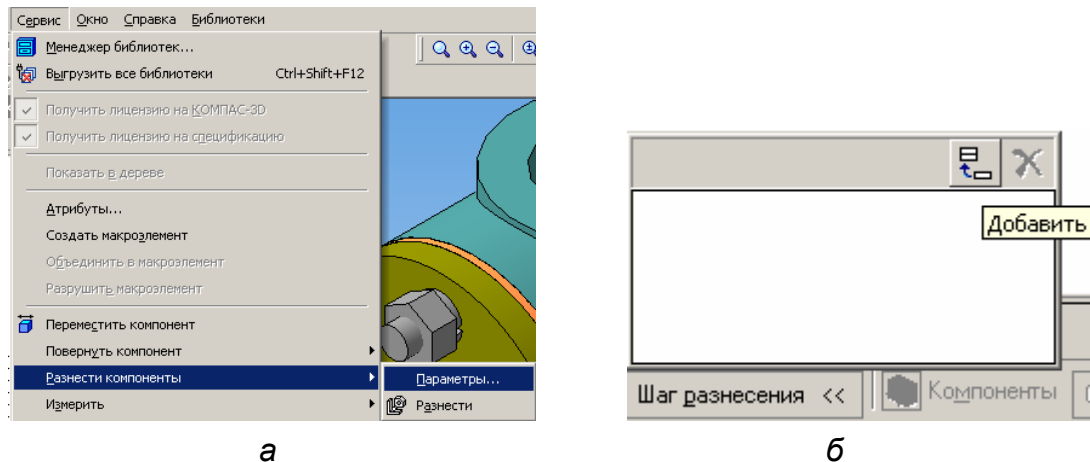 Сервис Окно Справка Библиотеки
Менеджер библиотек...
Выгрузить все библиотеки Ctrl+Shift+F12
Получить лицензию на КОМПАС-3D
Получить лицензию на спецификацию
Показать в дереве
Атрибуты...
Создать макроэлемент
Объединить в макроэлемент
Разрушить макроэлемент
Переместить компонент
Повернуть компонент
Разнести компоненты
Параметры...
Измерить
Разнести
а
Добавить
Шаг разнесения <<
Компоненты
б